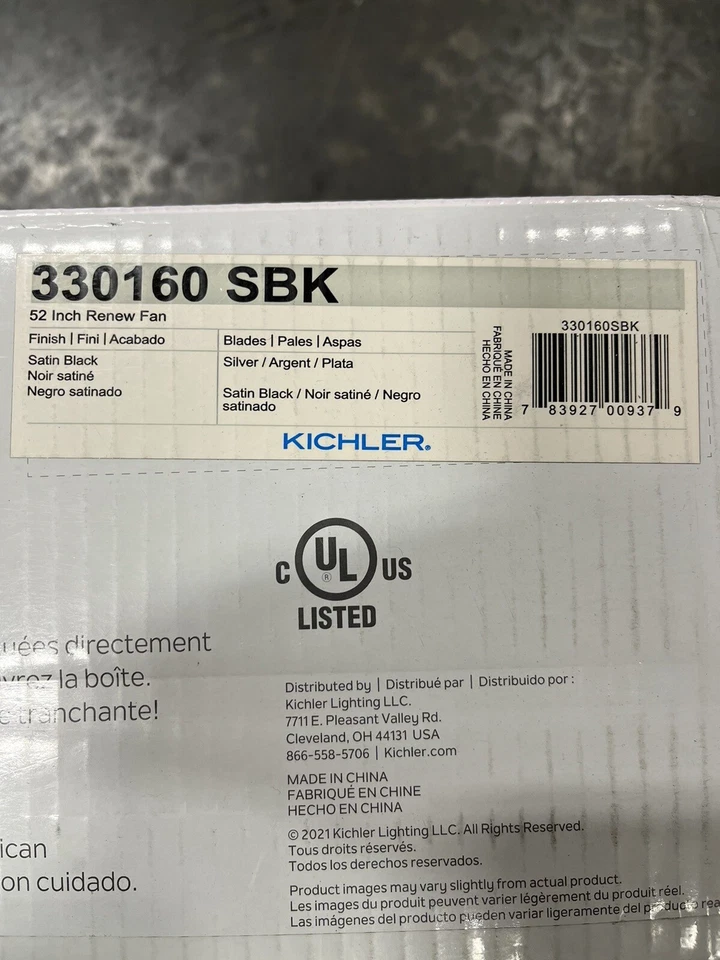 330160 SBK
52 Inch Renew Fan
Finish | Fini | Acabado
Satin Black
Noir satiné
Negro satinado
Blades | Pales | Aspas
Silver / Argent / Plata
Satin Black / Noir satiné / Negro
satinado
MADE IN CHINA
FABRIQUÉ EN CHINE
HECHO EN CHINA
330160SBK
7 83927 00937 9
KICHLER®
C UL® US
LISTED
directement
la boîte.
tranchante!
Distributed by | Distribué par | Distribuido por :
Kichler Lighting LLC.
7711 E. Pleasant Valley Rd.
Cleveland, OH 44131 USA
866-558-5706 | Kichler.com
MADE IN CHINA
FABRIQUÉ EN CHINE
HECHO EN CHINA
© 2021 Kichler Lighting LLC. All Rights Reserved.
Tous droits réservés.
Todos los derechos reservados.
ican
on cuidado.
Product images may vary slightly from actual product.
Les images du produit peuvent varier légèrement du produit réel.
Las imágenes del producto pueden variar ligeramente del producto rea